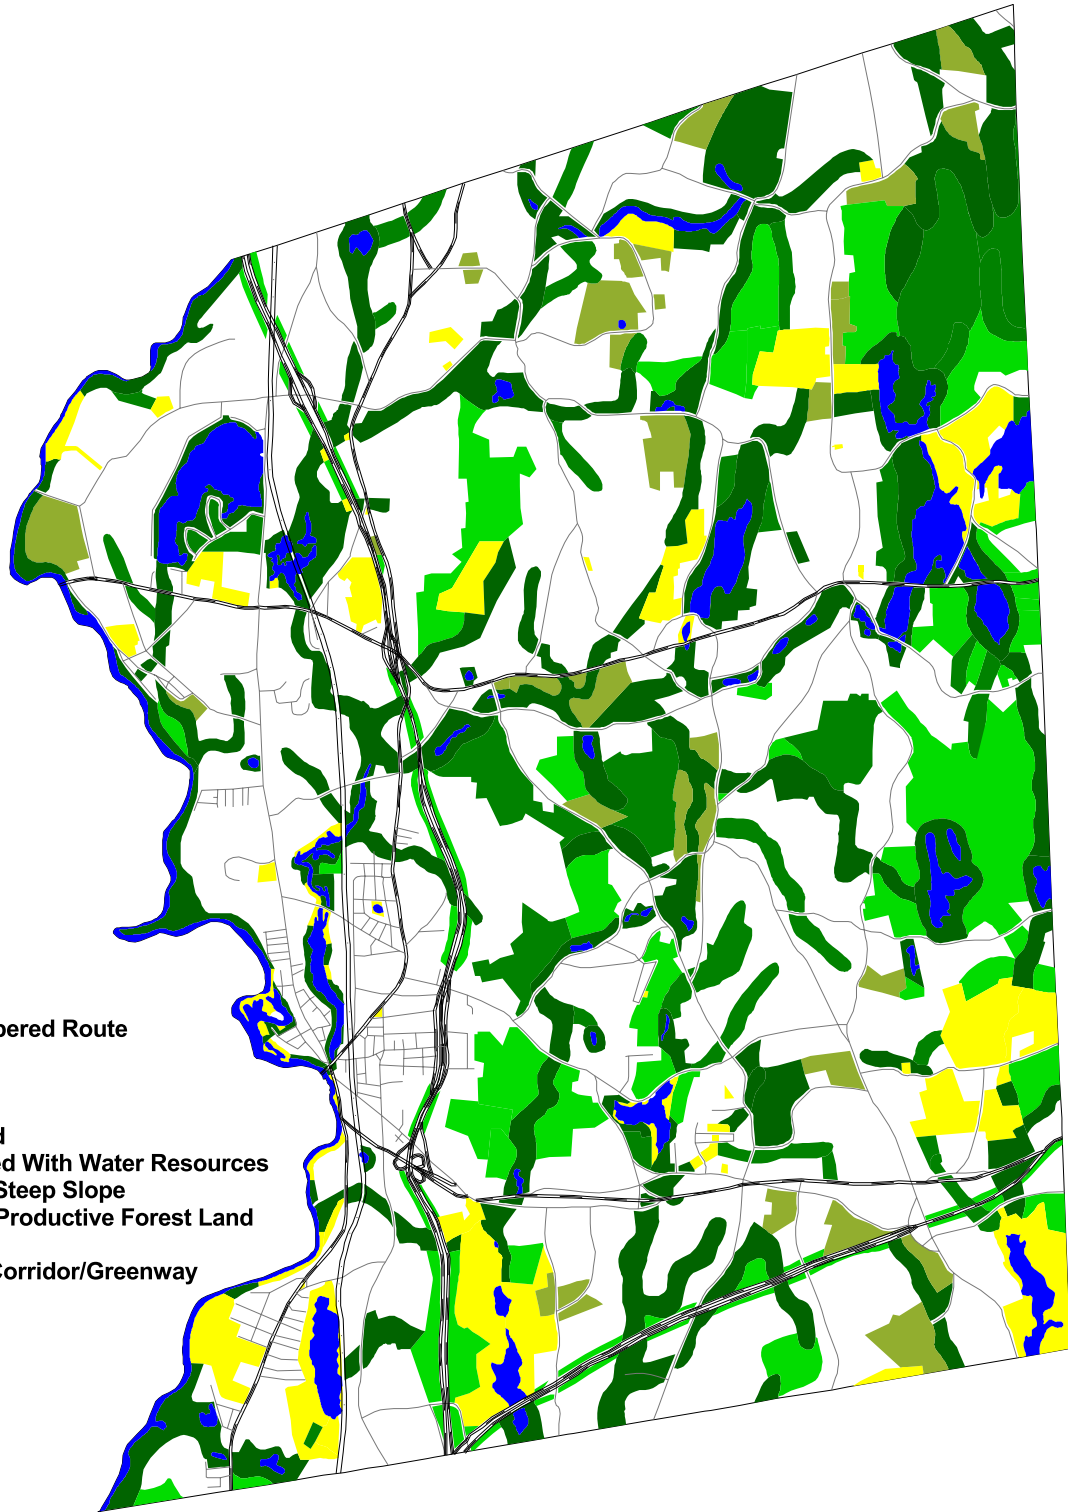 bered Route
d
ed With Water Resources
Steep Slope
Productive Forest Land
Corridor/Greenway